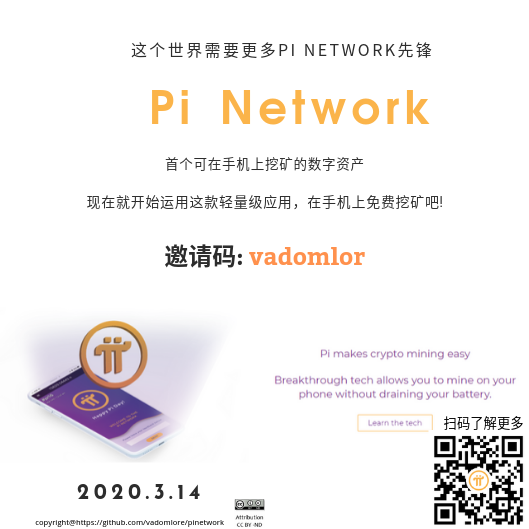 这个世界需要更多PI NETWORK先锋
Pi Network
首个可在手机上挖矿的数字资产
现在就开始运用这款轻量级应用，在手机上免费挖矿吧!
邀请码: vadomlor
Happy Pi Day!
Pi makes crypto mining easy
Breakthrough tech allows you to mine on your
phone without draining your battery.
Learn the tech
扫码了解更多
2020.3.14
Attribution
CC BY -ND
copyright@https://github.com/vadomlore/pinetwork